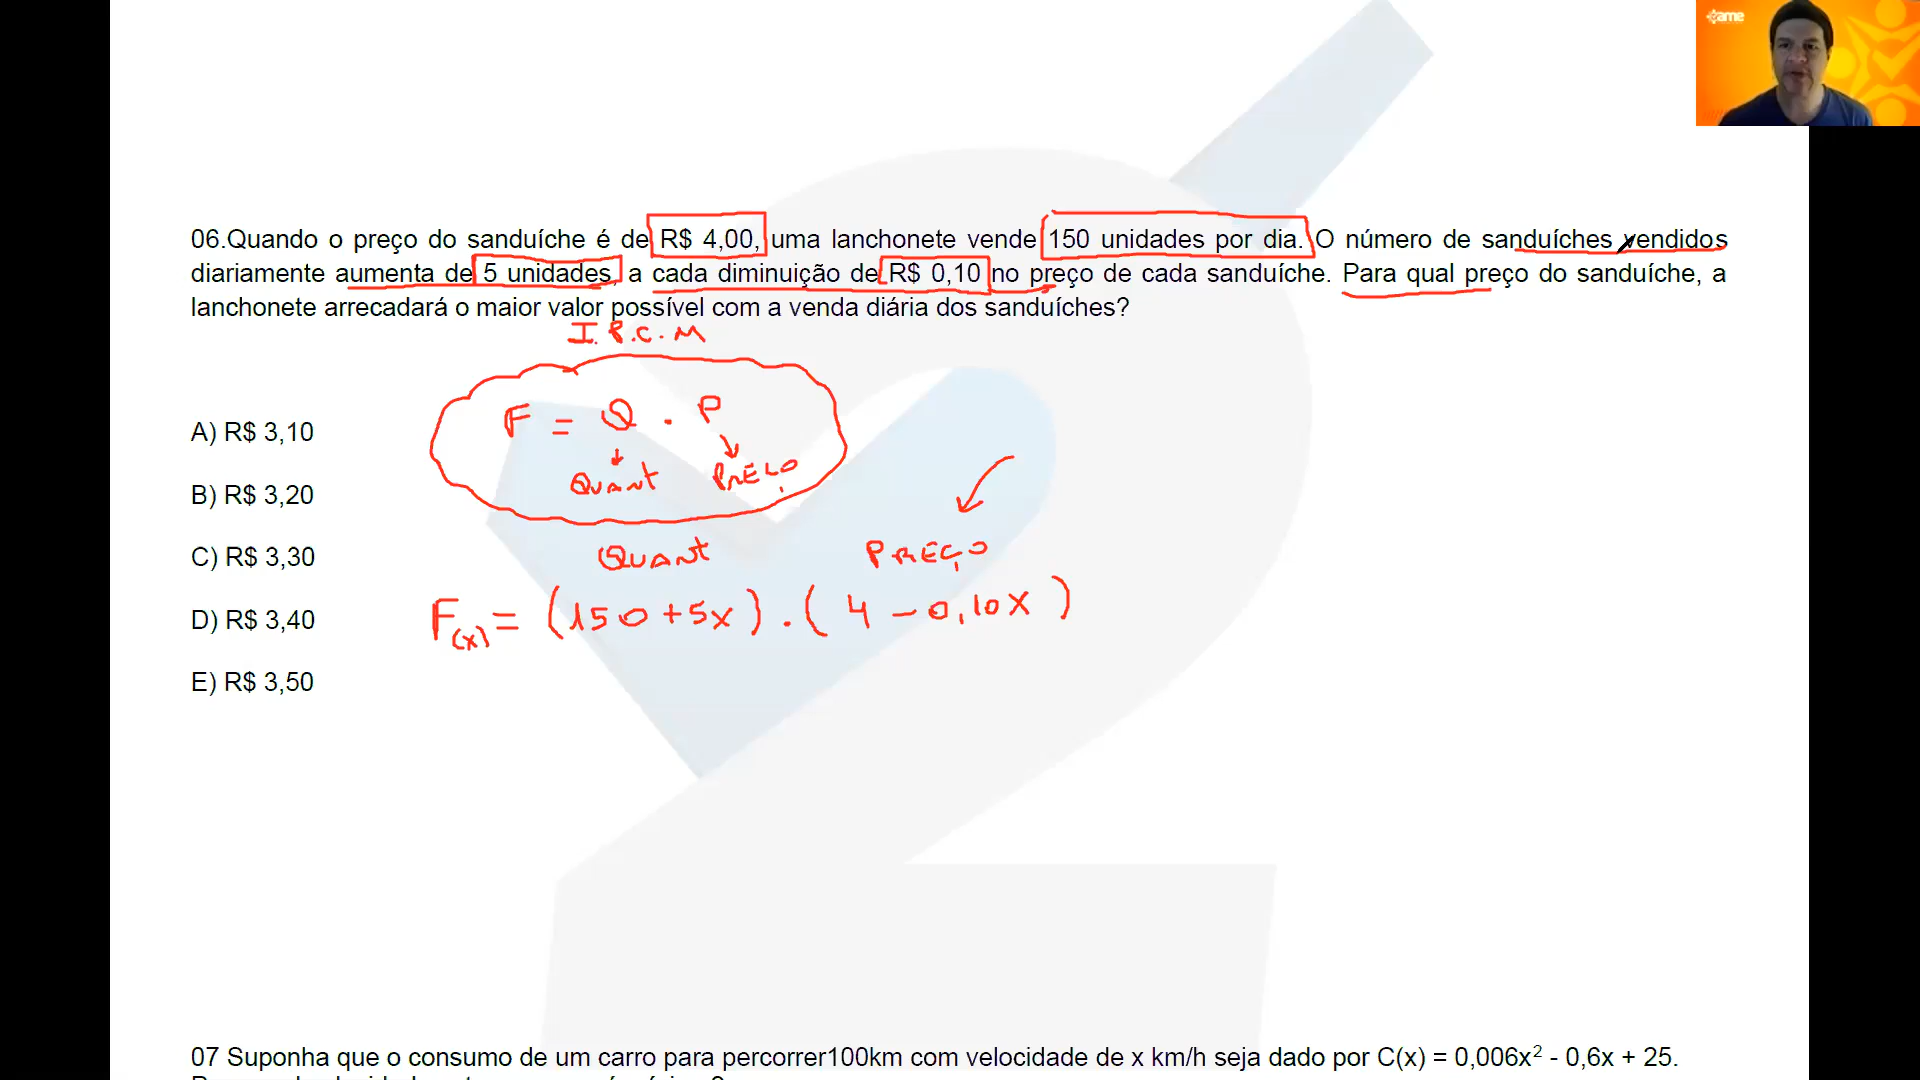 ame
06.Quando o preço do sanduíche é de R$ 4,00, uma lanchonete vende 150 unidades por dia. O número de sanduíches vendidos
diariamente aumenta de 5 unidades, a cada diminuição de R$ 0,10 no preço de cada sanduíche. Para qual preço do sanduíche, a
lanchonete arrecadará o maior valor possível com a venda diária dos sanduíches?
I.P.C.M
F = Q . P
QUANT PREÇO
A) R$ 3,10
B) R$ 3,20
C) R$ 3,30
D) R$ 3,40
E) R$ 3,50
QUANT PREÇO
F(x) = (150 + 5x) . (4 - 0,10x)
07 Suponha que o consumo de um carro para percorrer100km com velocidade de x km/h seja dado por C(x) = 0,006x² - 0,6x + 25.